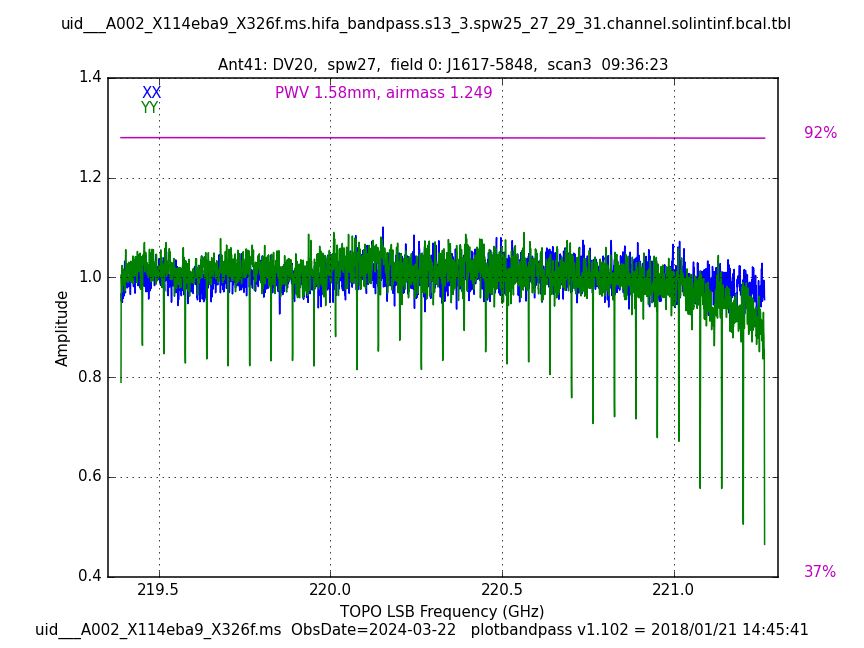 uid___A002_X114eba9_X326f.ms.hifa_bandpass.s13_3.spw25_27_29_31.channel.solintinf.bcal.tbl
Ant41: DV20,  spw27,  field 0: J1617-5848,  scan3  09:36:23
1.4
XX
PWV 1.58mm, airmass 1.249
YY
92%
1.2
1.0
Amplitude
0.8
0.6
37%
0.4
219.5 220.0 220.5 221.0
TOPO LSB Frequency (GHz)
uid___A002_X114eba9_X326f.ms  ObsDate=2024-03-22   plotbandpass v1.102 = 2018/01/21 14:45:41